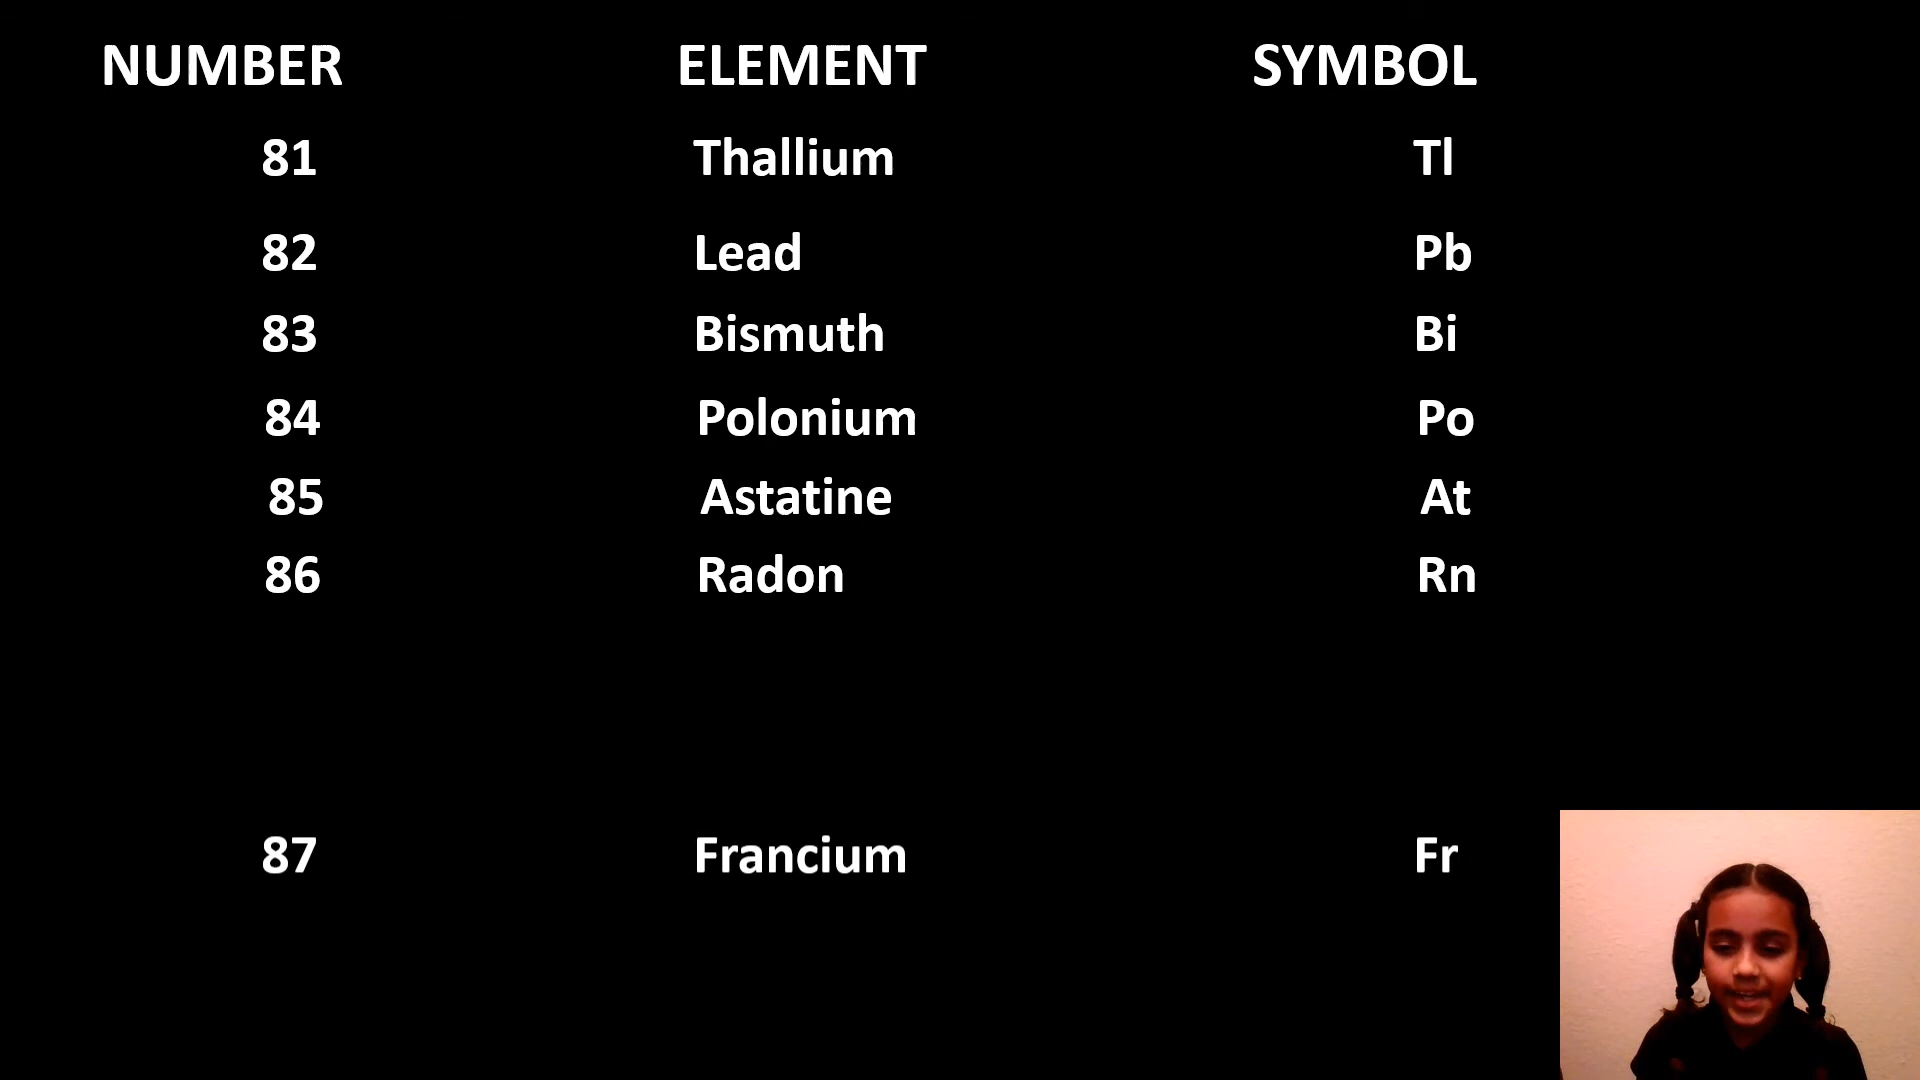 NUMBER ELEMENT SYMBOL
81 Thallium Tl
82 Lead Pb
83 Bismuth Bi
84 Polonium Po
85 Astatine At
86 Radon Rn
87 Francium Fr